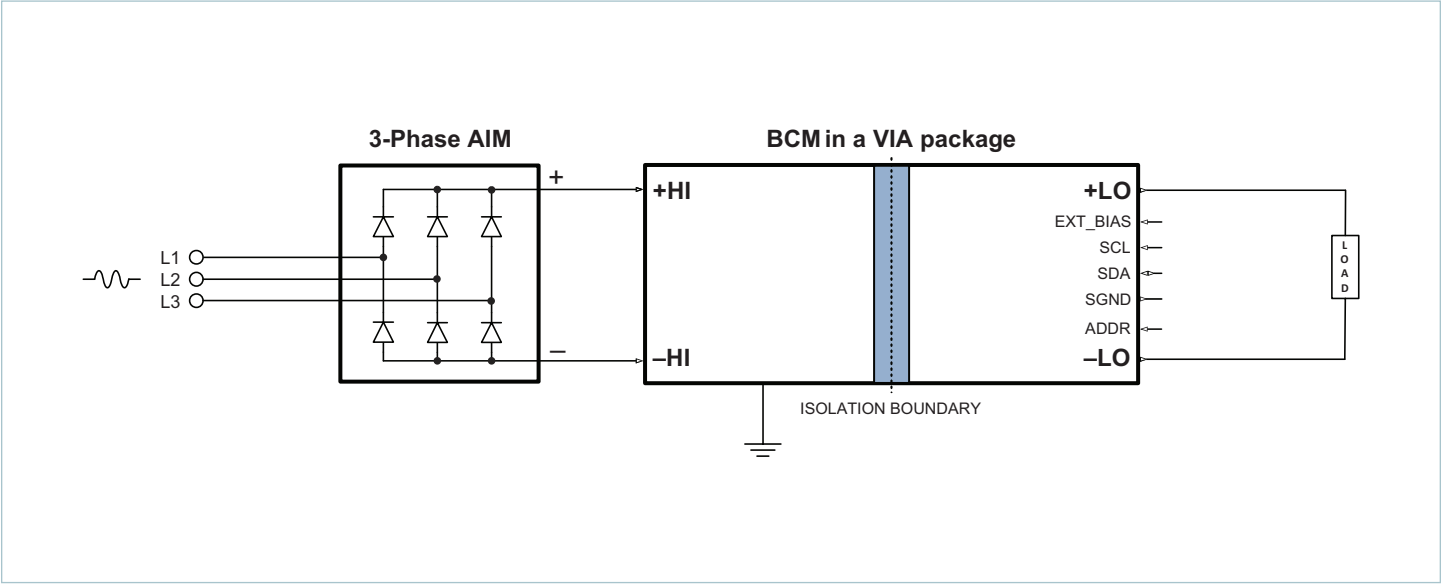 3-Phase AIM
BCM in a VIA package
+
+HI
+LO
EXT_BIAS
SCL
L1
L2
L3
SDA
SGND
ADDR
LOAD
–
–HI
–LO
ISOLATION BOUNDARY